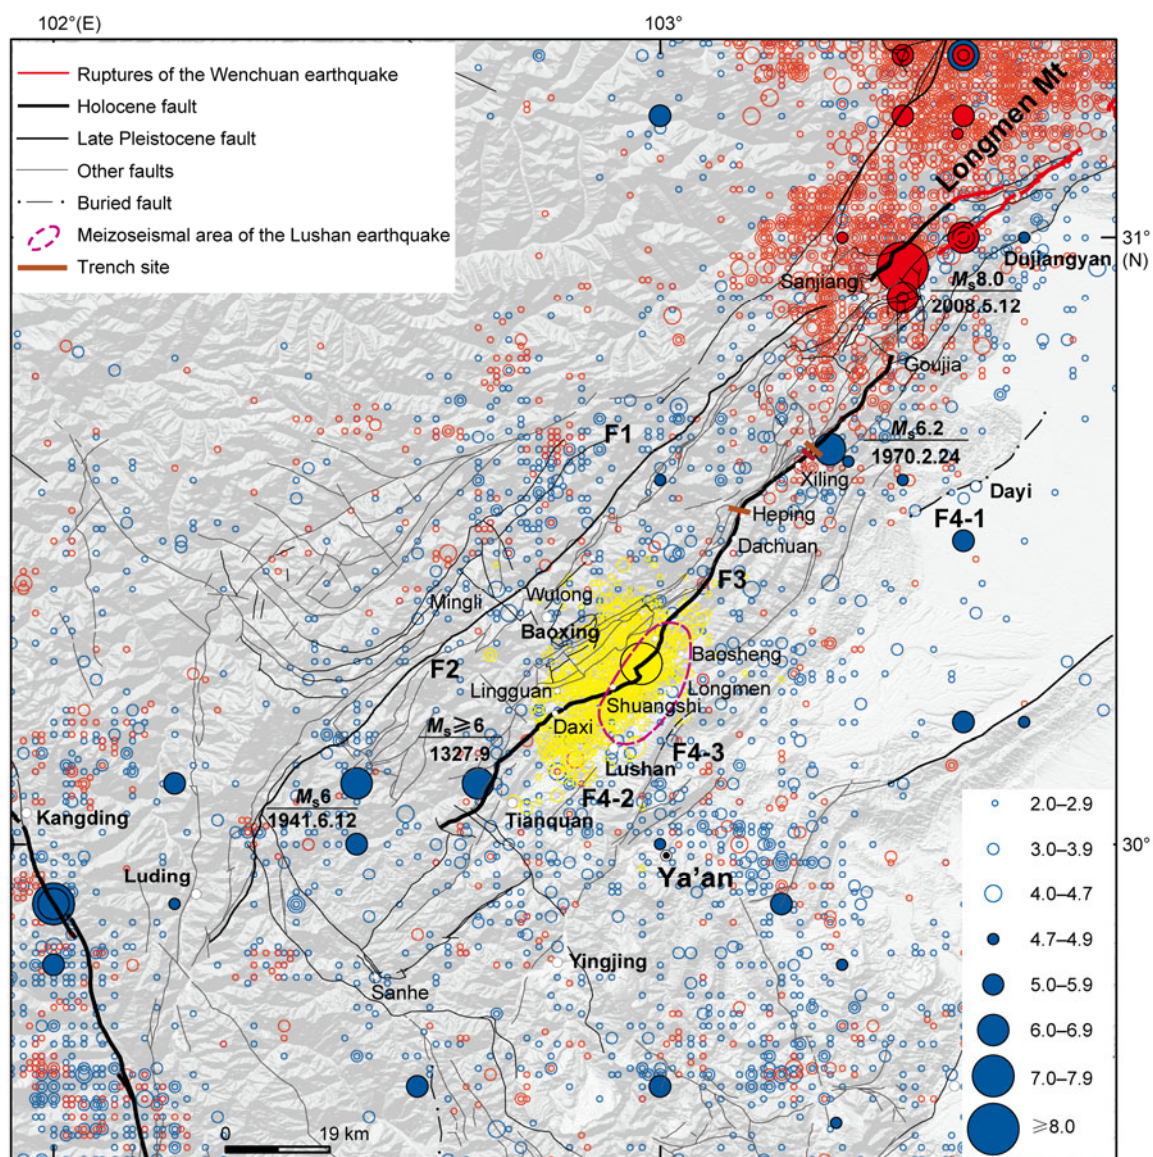 102°(E)
103°
Ruptures of the Wenchuan earthquake
Holocene fault
Late Pleistocene fault
Other faults
Buried fault
Meizoseismal area of the Lushan earthquake
Trench site
Longmen Mt
31°
(N)
Dujiangyan
Sanjiang
Ms8.0
2008.5.12
Goujia
Ms6.2
1970.2.24
F1
Xiling
Dayi
Heping
F4-1
Dachuan
F3
Mingli
Wulong
Baoxing
Baosheng
F2
Lingguan
Longmen
Shuangshi
Ms≥6
1327.9
Daxi
F4-3
Lushan
Ms6
1941.6.12
F4-2
Kangding
Tianquan
30°
Luding
Ya'an
Yingjing
Sanhe
2.0–2.9
3.0–3.9
4.0–4.7
4.7–4.9
5.0–5.9
6.0–6.9
7.0–7.9
≥8.0
0
19 km